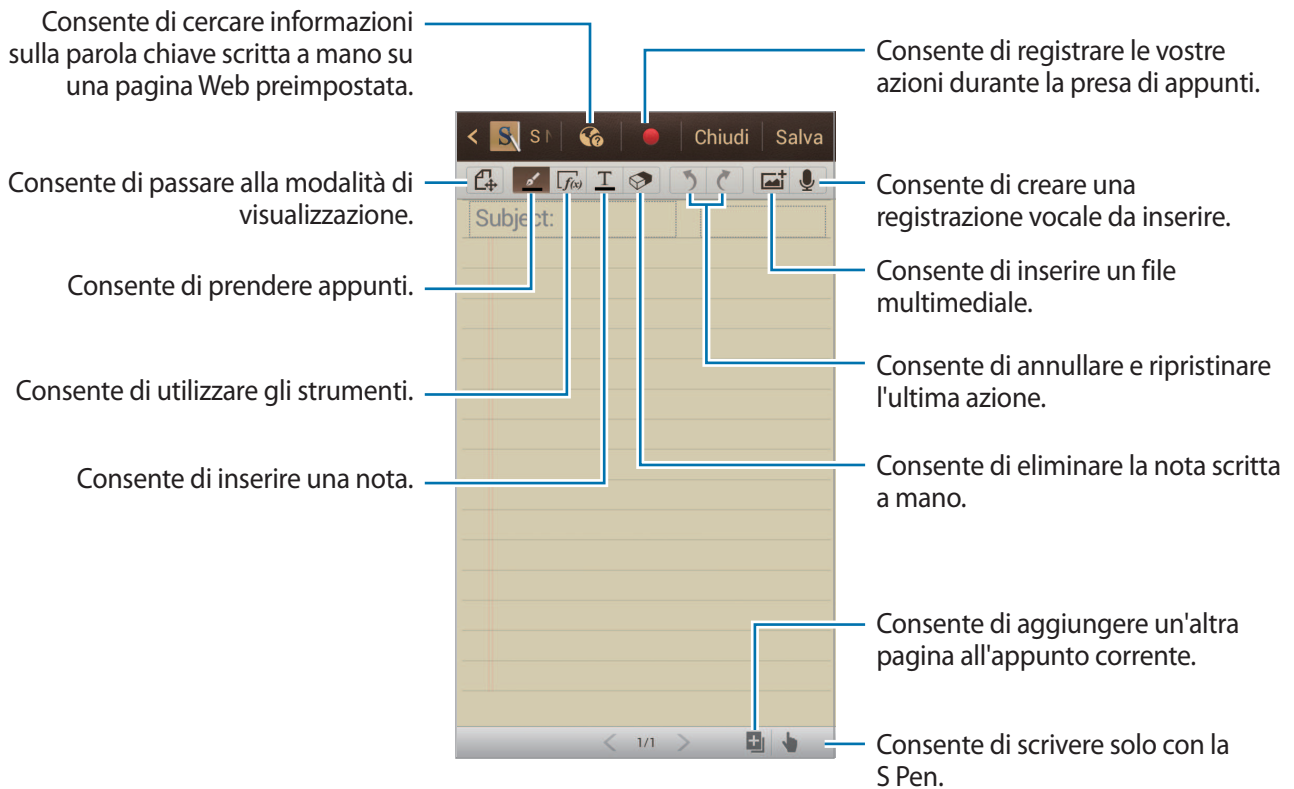 Consente di cercare informazioni
sulla parola chiave scritta a mano su
una pagina Web preimpostata.
Consente di registrare le vostre
azioni durante la presa di appunti.
S
Chiudi
Salva
Consente di passare alla modalità di
visualizzazione.
f(x)
T
Consente di creare una
registrazione vocale da inserire.
Subject:
Consente di prendere appunti.
Consente di inserire un file
multimediale.
Consente di utilizzare gli strumenti.
Consente di annullare e ripristinare
l'ultima azione.
Consente di inserire una nota.
Consente di eliminare la nota scritta
a mano.
Consente di aggiungere un'altra
pagina all'appunto corrente.
1/1
Consente di scrivere solo con la
S Pen.